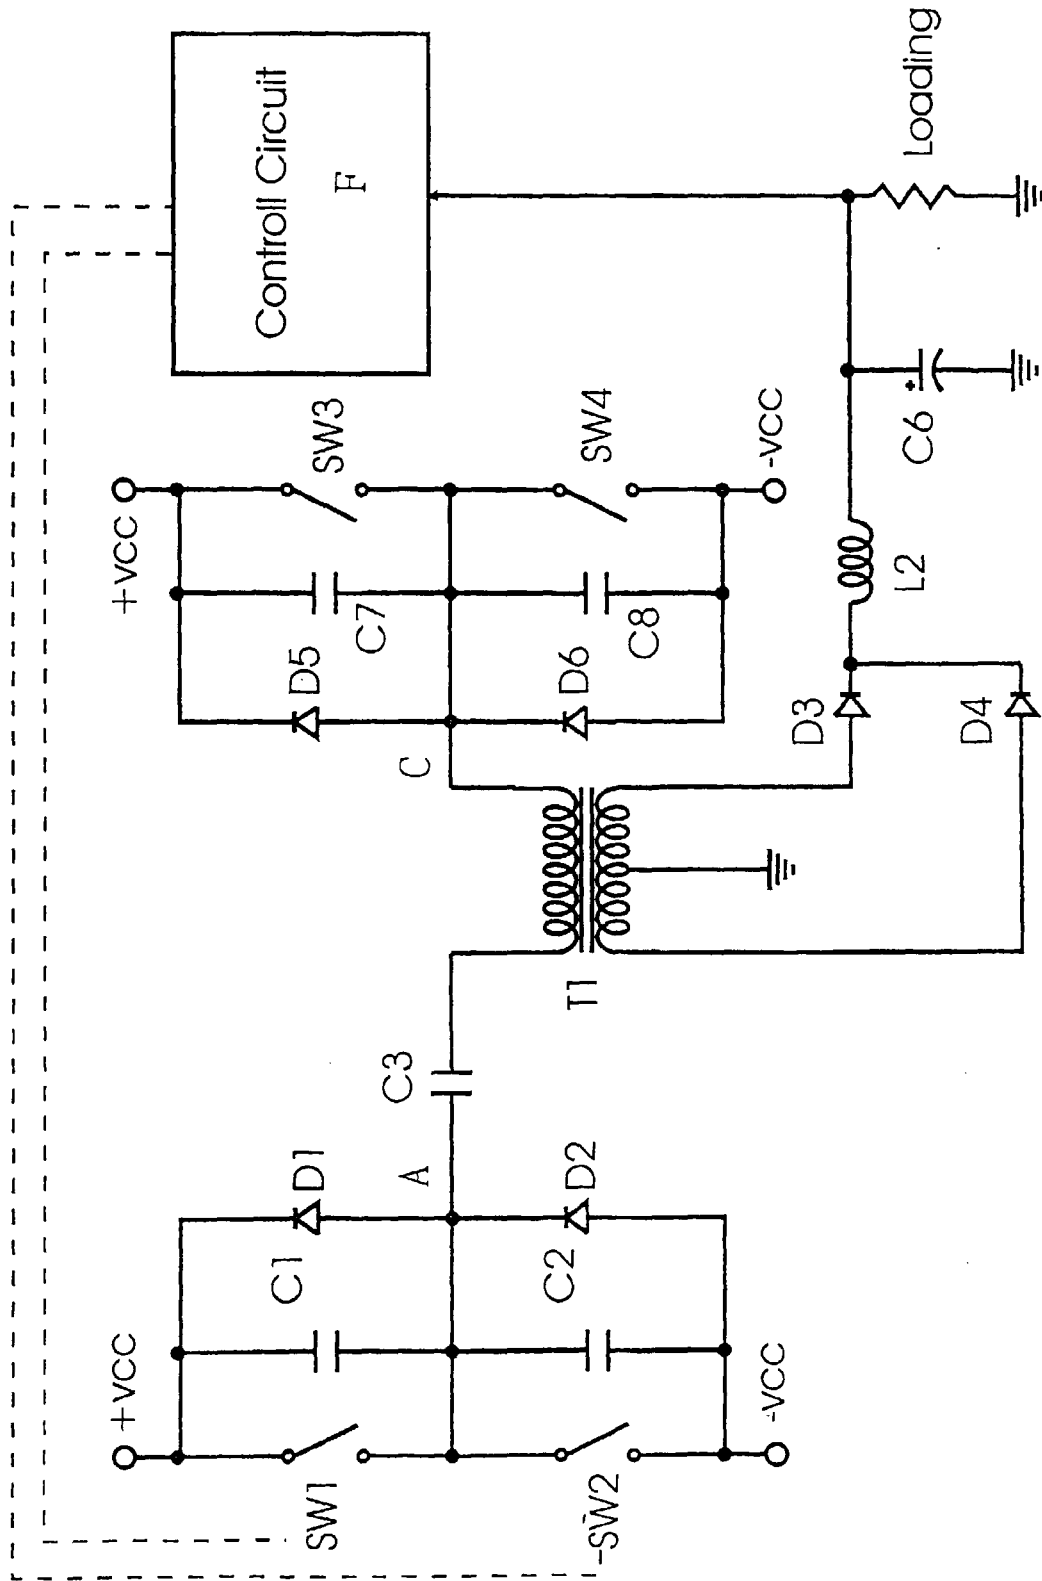 Controll Circuit
F
Loading
+VCC
SW3
SW4
-VCC
C7
C8
D5
D6
C
C6
L2
D3
D4
T1
C3
A
D1
D2
C1
C2
+VCC
-VCC
SW1
SW2